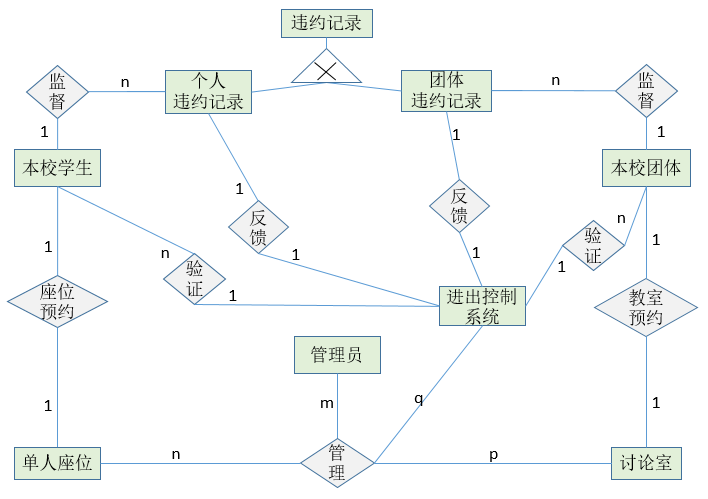 违约记录
监
督
n
个人
违约记录
团体
违约记录
n
监
督
1
1
1
本校学生
本校团体
1
反
馈
反
馈
n
1
n
验
证
1
1
1
验
证
1
1
座位
预约
1
进出控制
系统
教室
预约
管理员
1
m
q
1
单人座位
n
管
理
p
讨论室